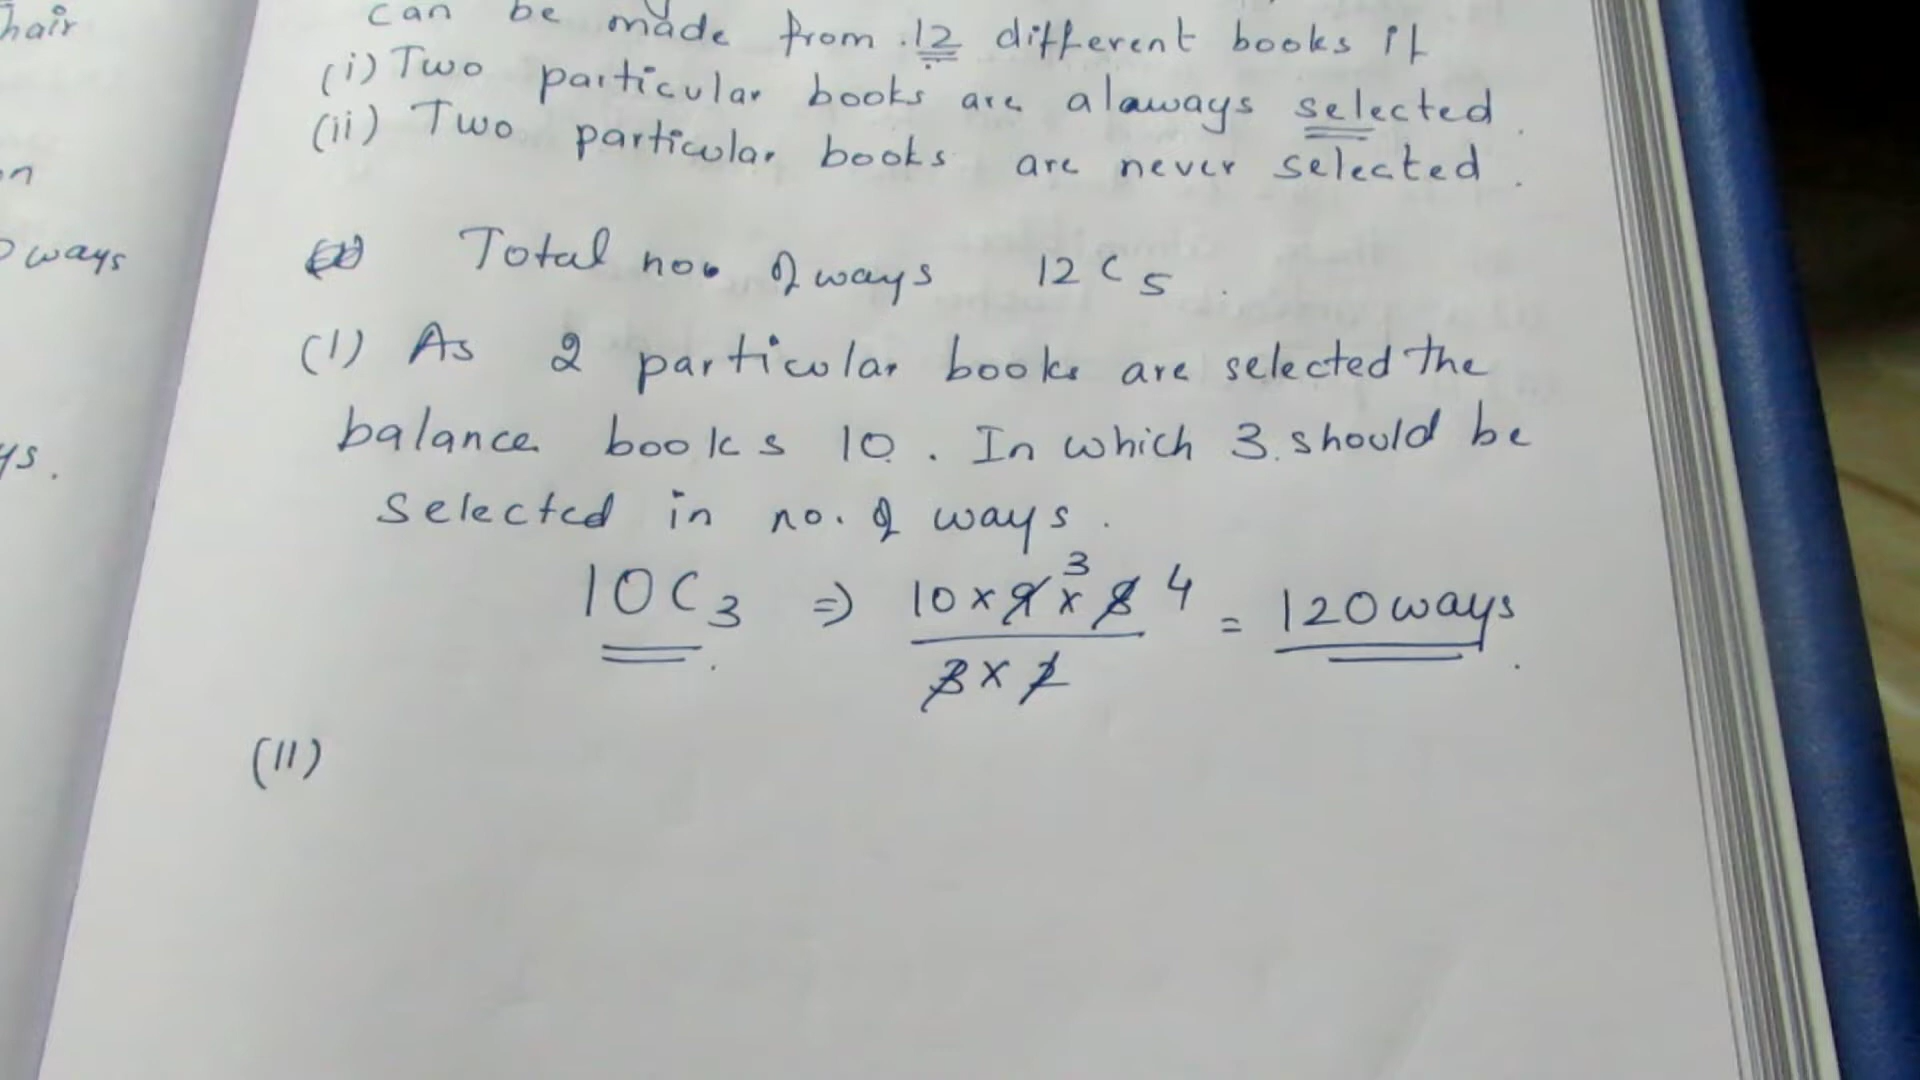 hair
on
ways
ys.
can be made from 12 different books if
(i) Two particular books are alaways selected.
(ii) Two particular books are never selected.
Total no. of ways 12C5.
(1) As 2 particular books are selected the
balance books 10. In which 3 should be
selected in no. of ways.
10C3 => 10 x 9 3 x 8 4 = 120 ways.
3 x 2
(11)